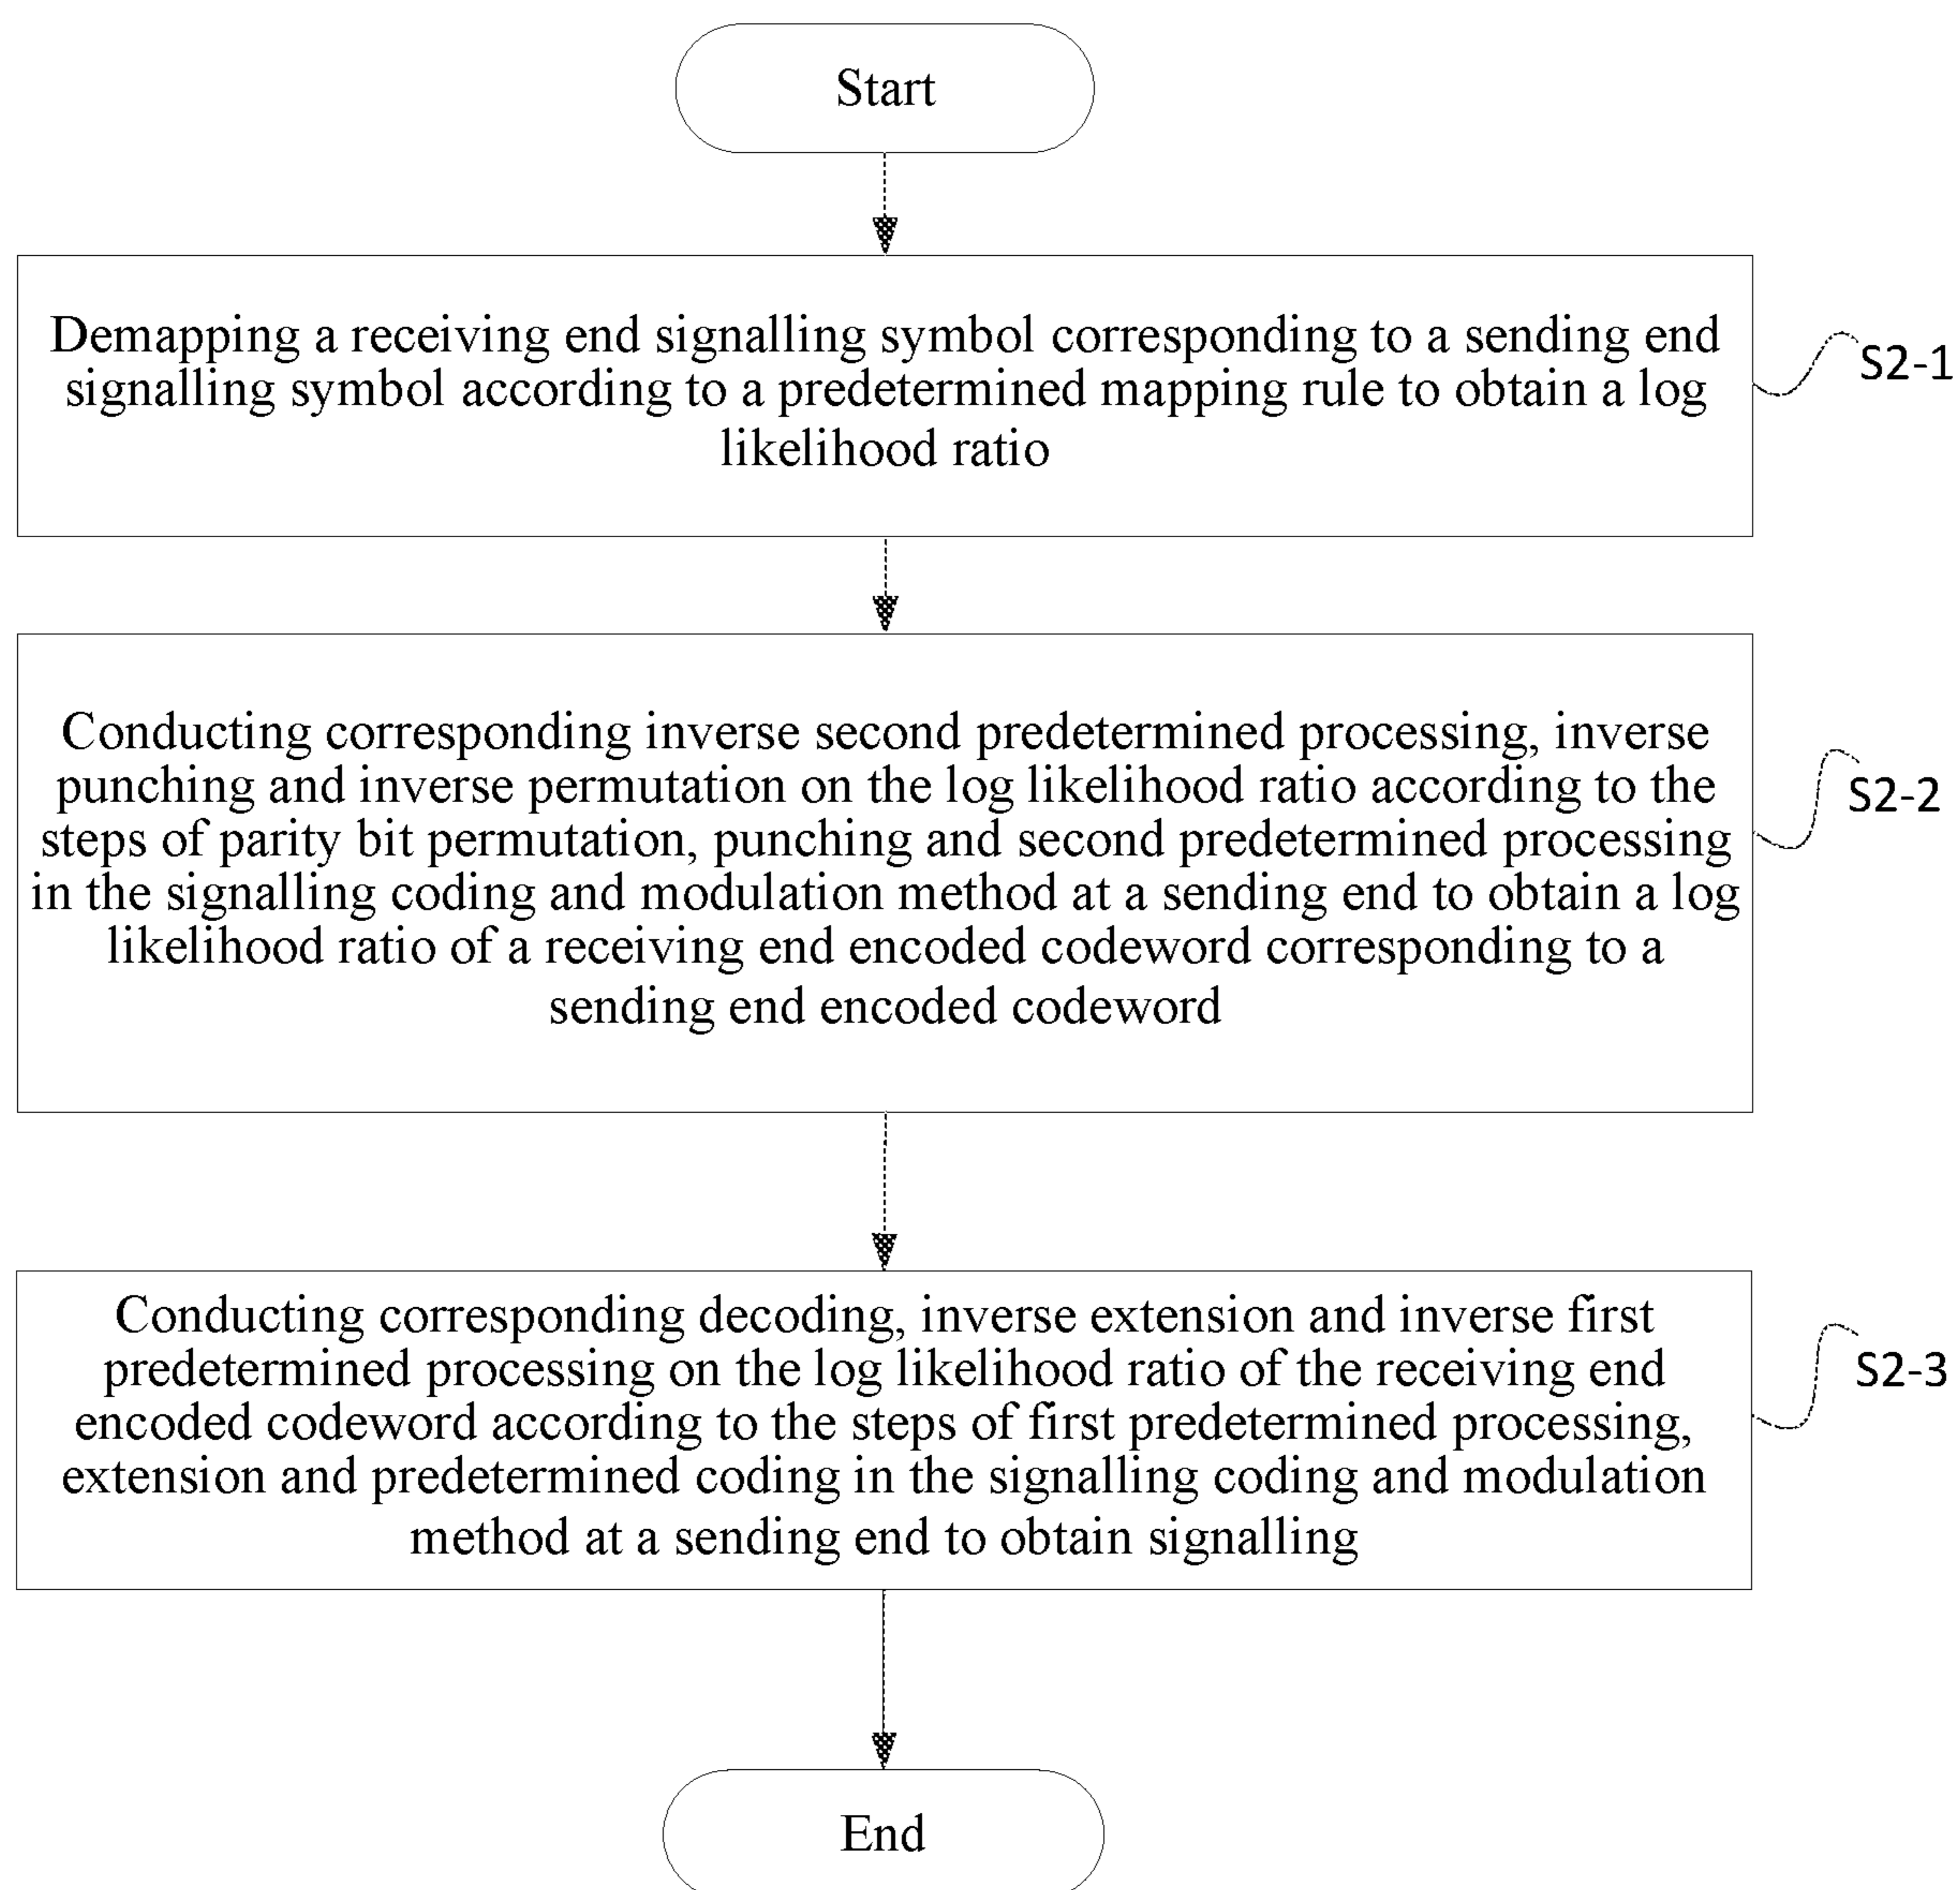 Start
Demapping a receiving end signalling symbol corresponding to a sending end
signalling symbol according to a predetermined mapping rule to obtain a log
likelihood ratio
S2-1
Conducting corresponding inverse second predetermined processing, inverse
punching and inverse permutation on the log likelihood ratio according to the
steps of parity bit permutation, punching and second predetermined processing
in the signalling coding and modulation method at a sending end to obtain a log
likelihood ratio of a receiving end encoded codeword corresponding to a
sending end encoded codeword
S2-2
Conducting corresponding decoding, inverse extension and inverse first
predetermined processing on the log likelihood ratio of the receiving end
encoded codeword according to the steps of first predetermined processing,
extension and predetermined coding in the signalling coding and modulation
method at a sending end to obtain signalling
S2-3
End